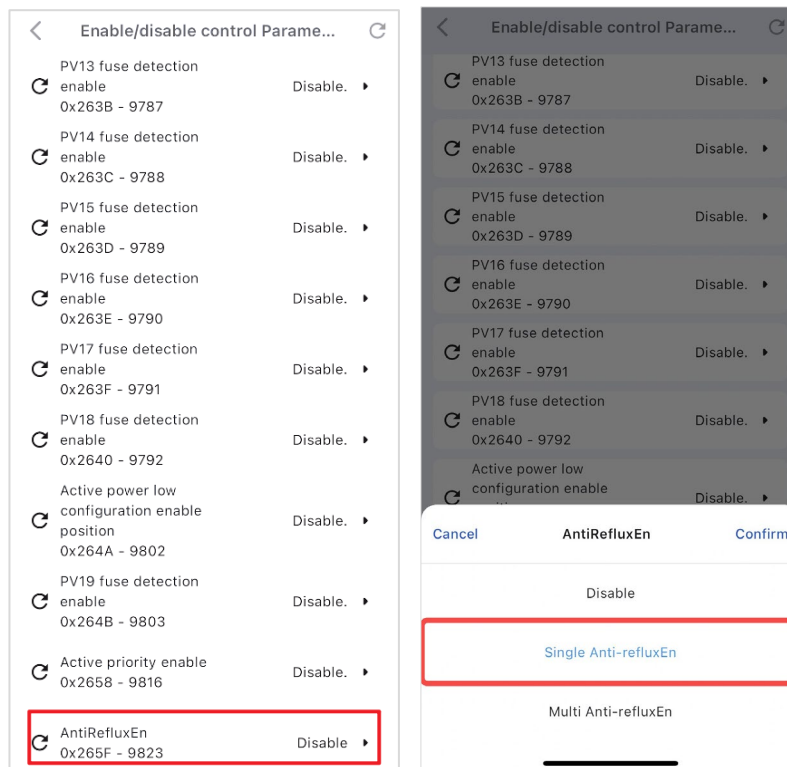 Enable/disable control Parame...
PV13 fuse detection
enable
0x263B - 9787
Disable.
PV14 fuse detection
enable
0x263C - 9788
Disable.
PV15 fuse detection
enable
0x263D - 9789
Disable.
PV16 fuse detection
enable
0x263E - 9790
Disable.
PV17 fuse detection
enable
0x263F - 9791
Disable.
PV18 fuse detection
enable
0x2640 - 9792
Disable.
Active power low
configuration enable
position
0x264A - 9802
Disable.
PV19 fuse detection
enable
0x264B - 9803
Disable.
Active priority enable
0x2658 - 9816
Disable.
AntiRefluxEn
0x265F - 9823
Disable
Enable/disable control Parame...
PV13 fuse detection
enable
0x263B - 9787
Disable.
PV14 fuse detection
enable
0x263C - 9788
Disable.
PV15 fuse detection
enable
0x263D - 9789
Disable.
PV16 fuse detection
enable
0x263E - 9790
Disable.
PV17 fuse detection
enable
0x263F - 9791
Disable.
PV18 fuse detection
enable
0x2640 - 9792
Disable.
Active power low
configuration enable
Disable.
Cancel AntiRefluxEn Confirm
Disable
Single Anti-refluxEn
Multi Anti-refluxEn